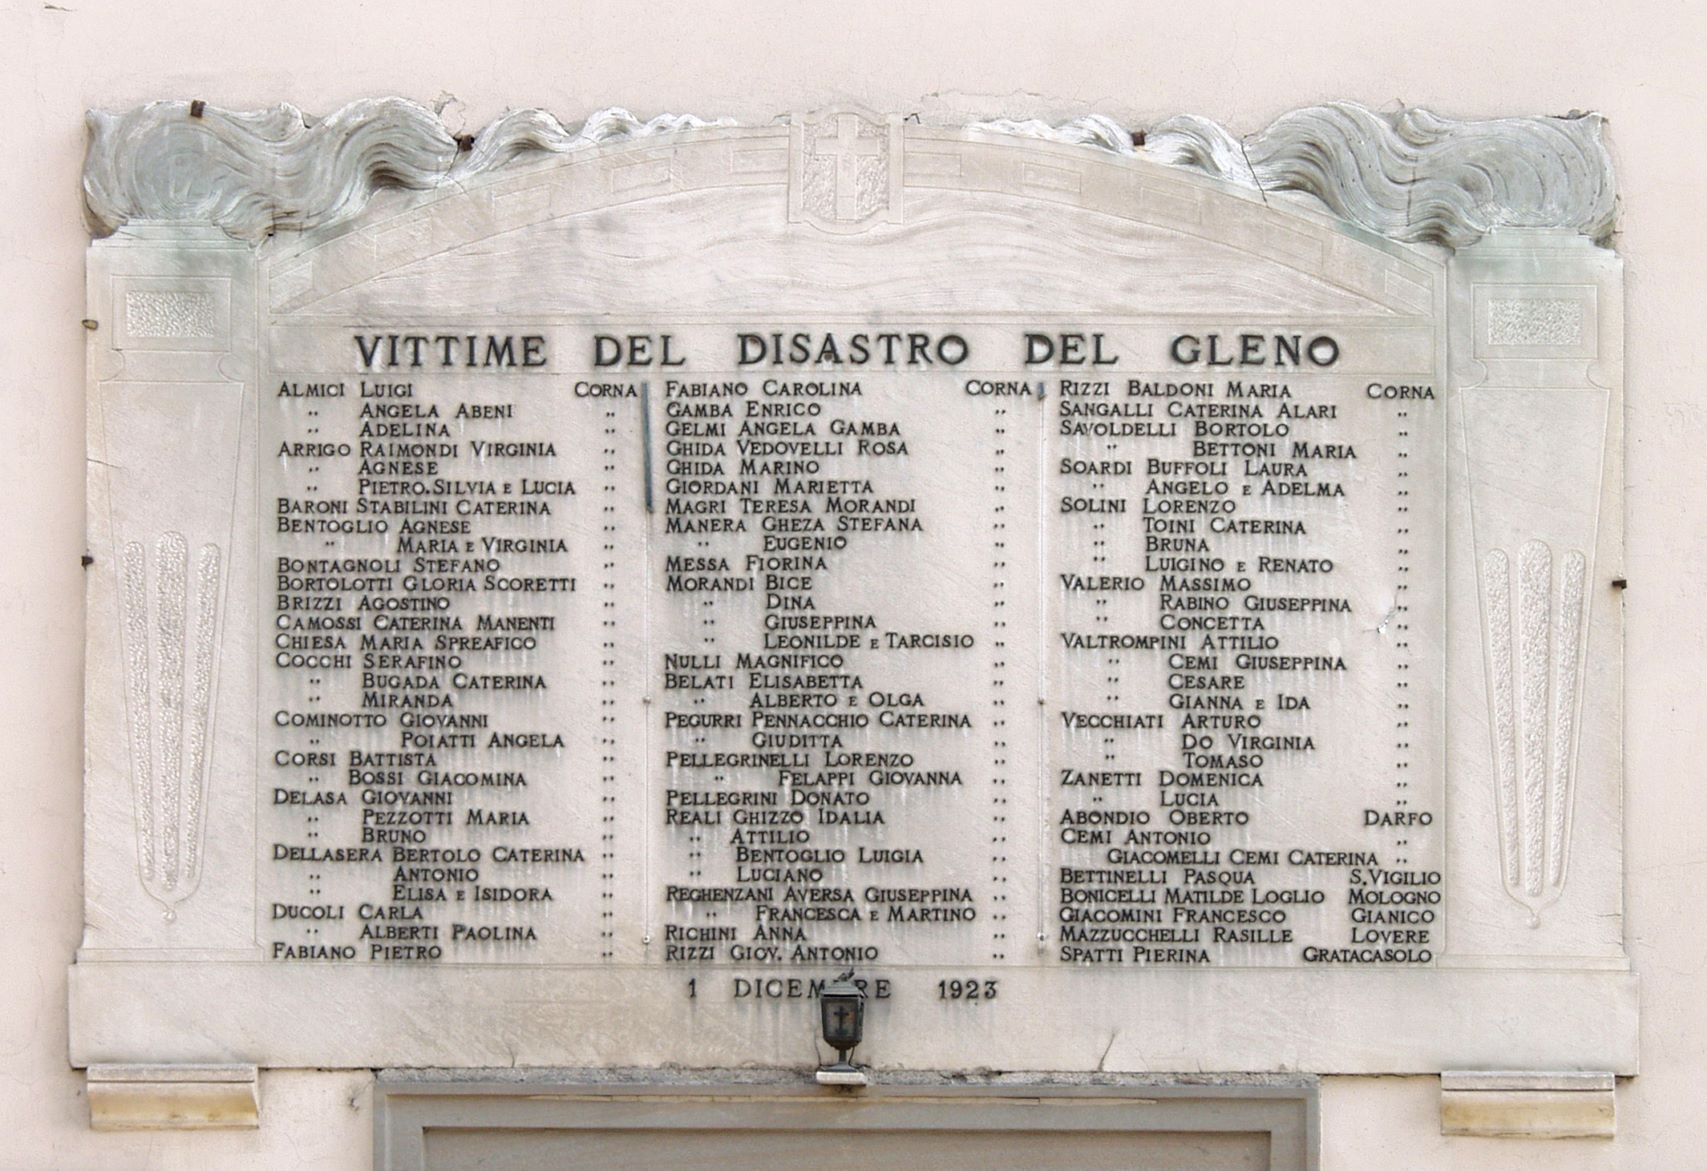 VITTIME DEL DISASTRO DEL GLENO
ALMICI LUIGI CORNA
" ANGELA ABENI "
" ADELINA "
ARRIGO RAIMONDI VIRGINIA "
" AGNESE "
" PIETRO.SILVIA E LUCIA "
BARONI STABILINI CATERINA "
BENTOGLIO AGNESE "
" MARIA E VIRGINIA "
BONTAGNOLI STEFANO "
BORTOLOTTI GLORIA SCORETTI "
BRIZZI AGOSTINO "
CAMOSSI CATERINA MANENTI "
CHIESA MARIA SPREAFICO "
COCCHI SERAFINO "
" BUGADA CATERINA "
" MIRANDA "
COMINOTTO GIOVANNI "
" POIATTI ANGELA "
CORSI BATTISTA "
" BOSSI GIACOMINA "
DELASA GIOVANNI "
" PEZZOTTI MARIA "
" BRUNO "
DELLASERA BERTOLO CATERINA "
" ANTONIO "
" ELISA E ISIDORA "
DUCOLI CARLA "
" ALBERTI PAOLINA "
FABIANO PIETRO "
FABIANO CAROLINA CORNA
GAMBA ENRICO "
GELMI ANGELA GAMBA "
GHIDA VEDOVELLI ROSA "
GHIDA MARINO "
GIORDANI MARIETTA "
MAGRI TERESA MORANDI "
MANERA GHEZA STEFANA "
" EUGENIO "
MESSA FIORINA "
MORANDI BICE "
" DINA "
" GIUSEPPINA "
" LEONILDE E TARCISIO "
NULLI MAGNIFICO "
BELATI ELISABETTA "
" ALBERTO E OLGA "
PEGURRI PENNACCHIO CATERINA "
" GIUDITTA "
PELLEGRINELLI LORENZO "
" FELAPPI GIOVANNA "
PELLEGRINI DONATO "
REALI GHIZZO IDALIA "
" ATTILIO "
" BENTOGLIO LUIGIA "
" LUCIANO "
REGHENZANI AVERSA GIUSEPPINA "
" FRANCESCA E MARTINO "
RICHINI ANNA "
RIZZI GIOV. ANTONIO "
RIZZI BALDONI MARIA CORNA
SANGALLI CATERINA ALARI "
SAVOLDELLI BORTOLO "
" BETTONI MARIA "
SOARDI BUFFOLI LAURA "
" ANGELO E ADELMA "
SOLINI LORENZO "
" TOINI CATERINA "
" BRUNA "
" LUIGINO E RENATO "
VALERIO MASSIMO "
" RABINO GIUSEPPINA "
" CONCETTA "
VALTROMPINI ATTILIO "
" CEMI GIUSEPPINA "
" CESARE "
" GIANNA E IDA "
VECCHIATI ARTURO "
" DO VIRGINIA "
" TOMASO "
ZANETTI DOMENICA "
" LUCIA "
ABONDIO OBERTO DARFO
CEMI ANTONIO
GIACOMELLI CEMI CATERINA "
BETTINELLI PASQUA S.VIGILIO
BONICELLI MATILDE LOGLIO MOLOGNO
GIACOMINI FRANCESCO GIANICO
MAZZUCCHELLI RASILLE LOVERE
SPATTI PIERINA GRATACASOLO
1 DICEMBRE 1923